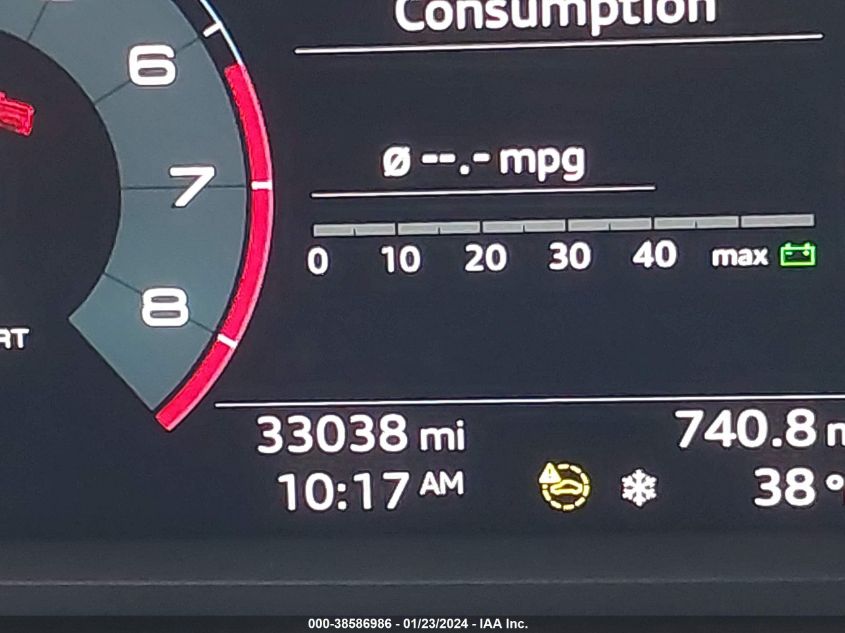 Consumption
6
Ø --.- mpg
7
0 10 20 30 40 max
8
33038 mi 740.8
10:17 AM 38°
000-38586986 - 01/23/2024 - IAA Inc.